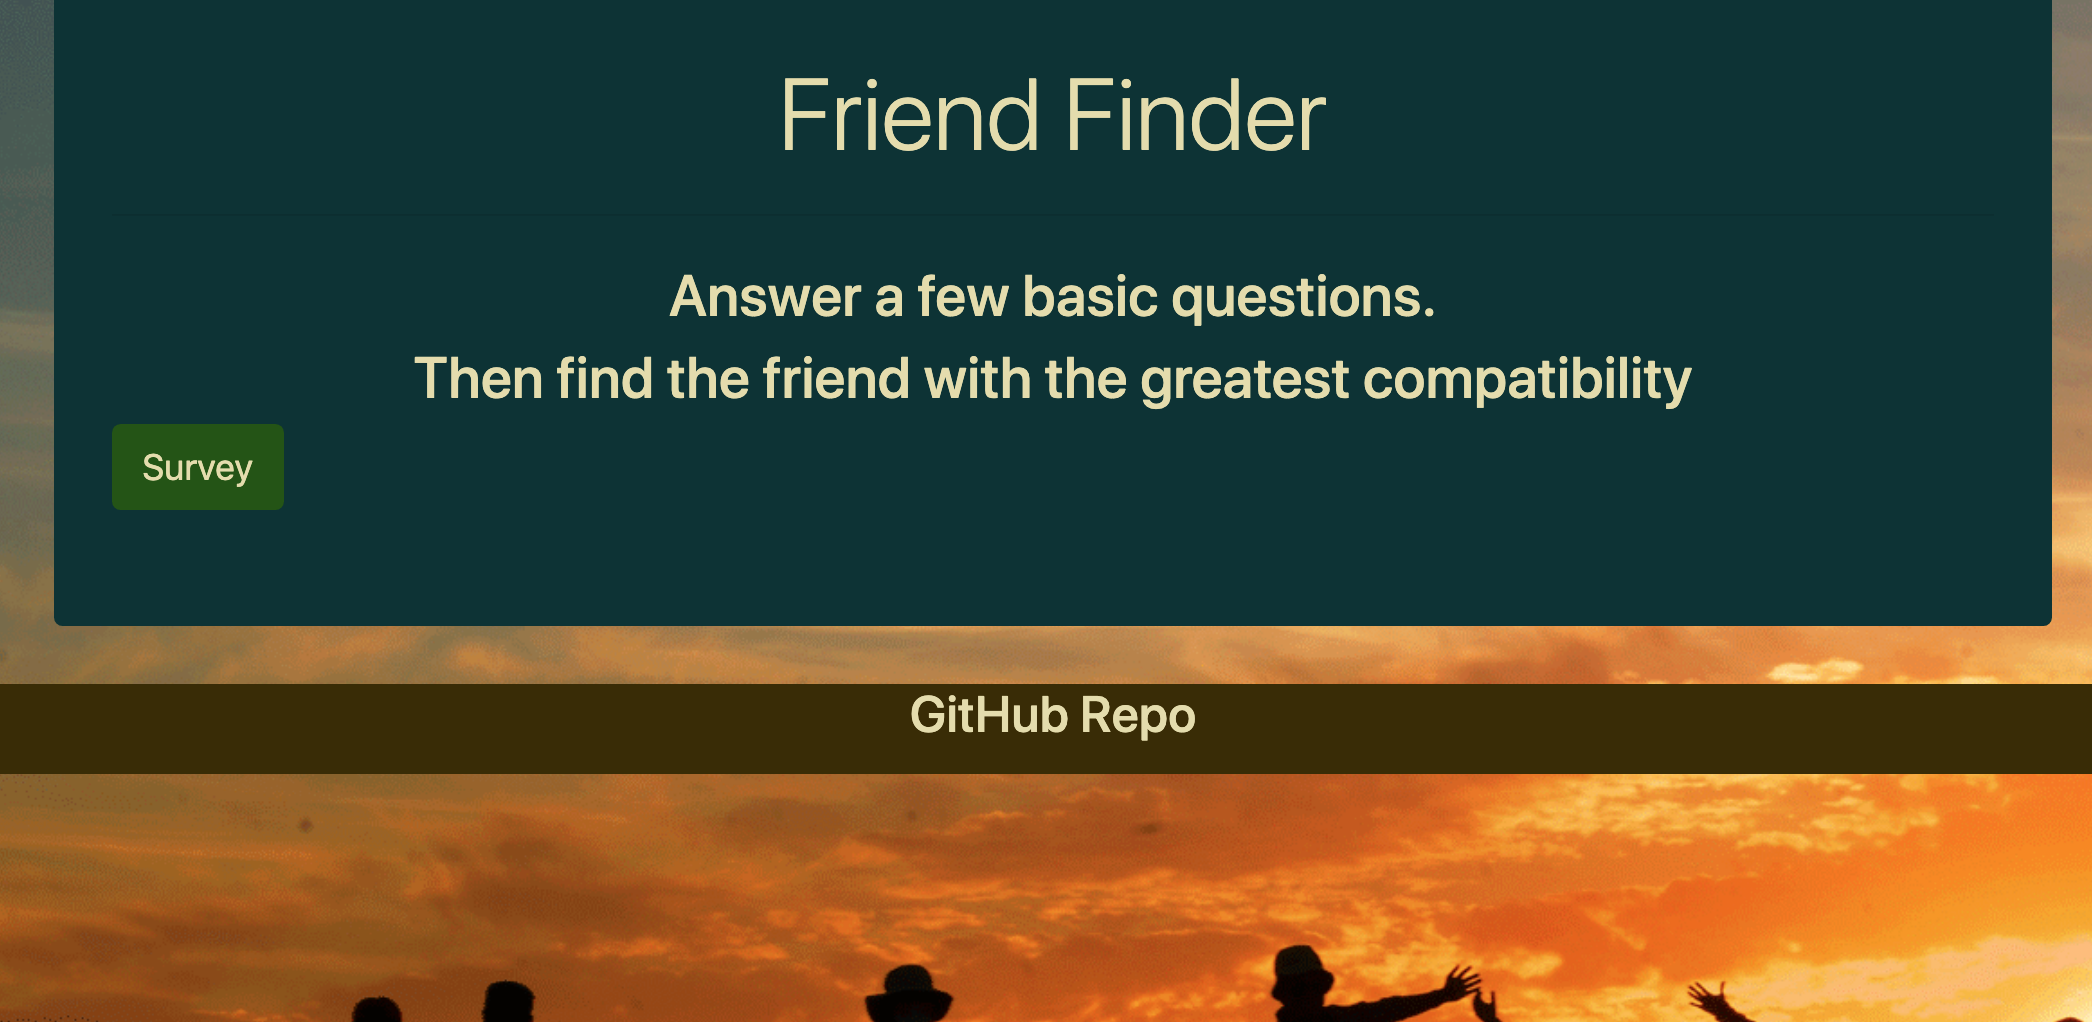 Friend Finder
Answer a few basic questions.
Then find the friend with the greatest compatibility
Survey
GitHub Repo